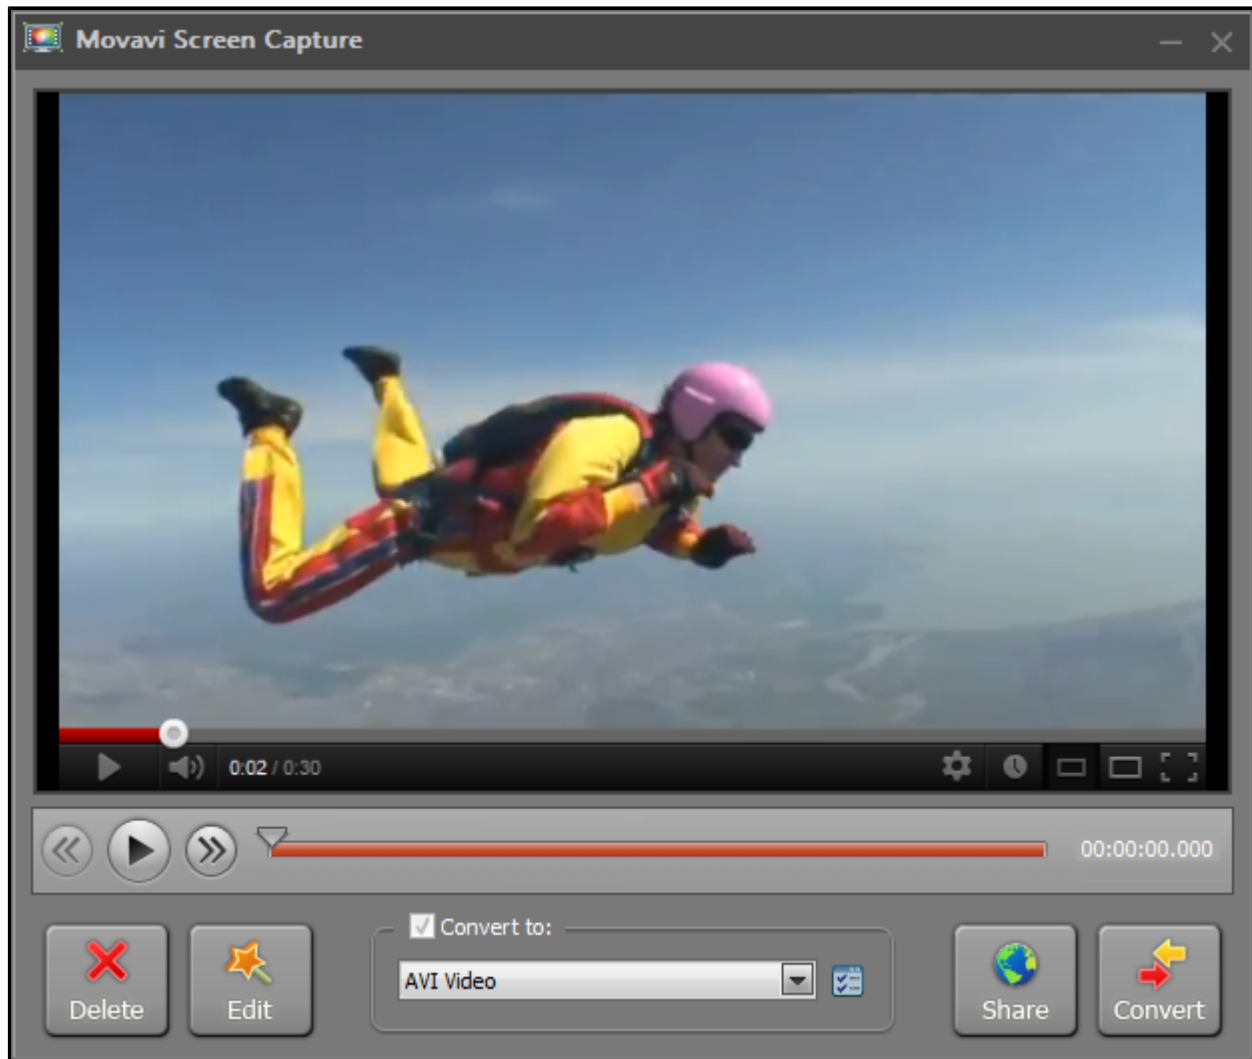 Movavi Screen Capture
0:02 / 0:30
00:00:00.000
Convert to:
AVI Video
Delete
Edit
Share
Convert